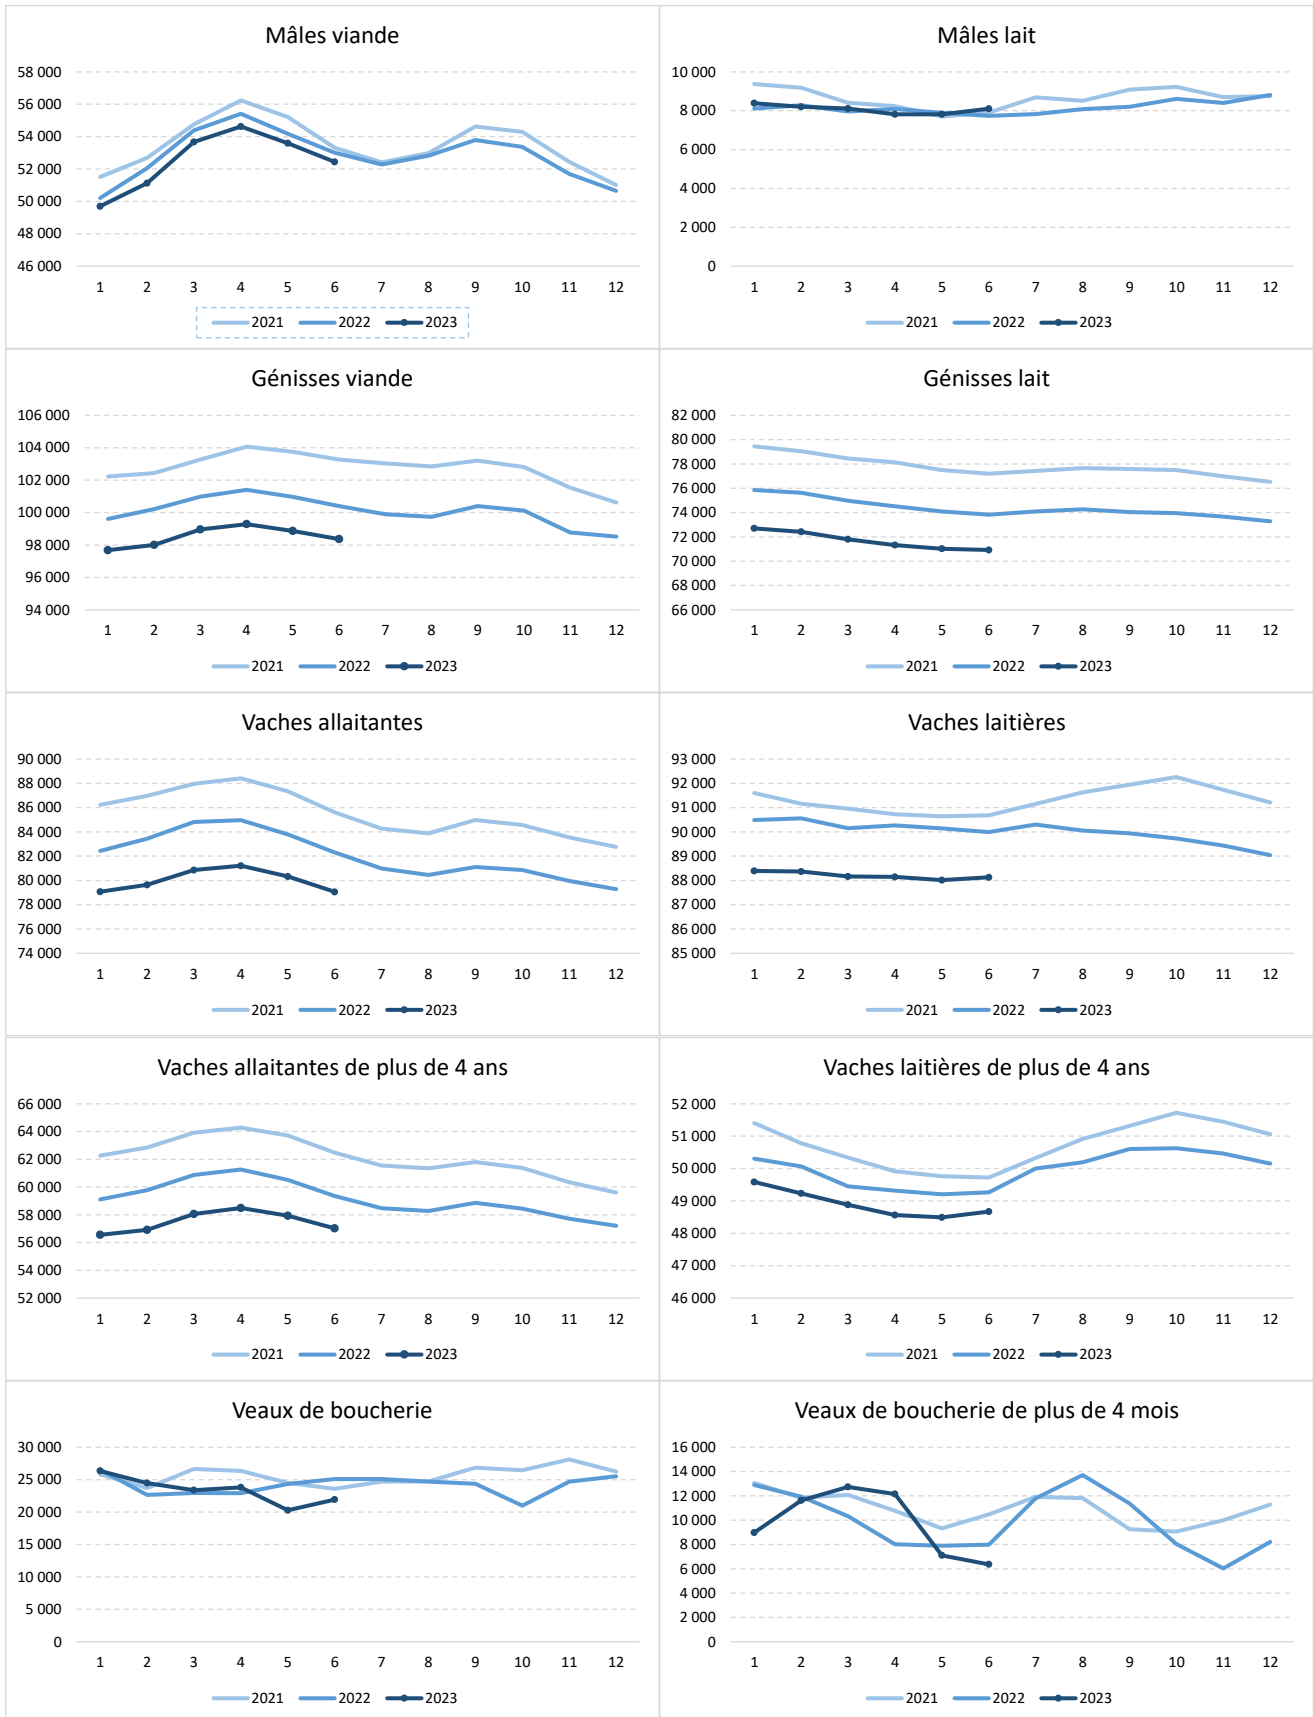 Mâles viande
58 000
56 000
54 000
52 000
50 000
48 000
46 000
1 2 3 4 5 6 7 8 9 10 11 12
2021 2022 2023
Mâles lait
10 000
8 000
6 000
4 000
2 000
0
1 2 3 4 5 6 7 8 9 10 11 12
2021 2022 2023
Génisses viande
106 000
104 000
102 000
100 000
98 000
96 000
94 000
1 2 3 4 5 6 7 8 9 10 11 12
2021 2022 2023
Génisses lait
82 000
80 000
78 000
76 000
74 000
72 000
70 000
68 000
66 000
1 2 3 4 5 6 7 8 9 10 11 12
2021 2022 2023
Vaches allaitantes
90 000
88 000
86 000
84 000
82 000
80 000
78 000
76 000
74 000
1 2 3 4 5 6 7 8 9 10 11 12
2021 2022 2023
Vaches laitières
93 000
92 000
91 000
90 000
89 000
88 000
87 000
86 000
85 000
1 2 3 4 5 6 7 8 9 10 11 12
2021 2022 2023
Vaches allaitantes de plus de 4 ans
66 000
64 000
62 000
60 000
58 000
56 000
54 000
52 000
1 2 3 4 5 6 7 8 9 10 11 12
2021 2022 2023
Vaches laitières de plus de 4 ans
52 000
51 000
50 000
49 000
48 000
47 000
46 000
1 2 3 4 5 6 7 8 9 10 11 12
2021 2022 2023
Veaux de boucherie
30 000
25 000
20 000
15 000
10 000
5 000
0
1 2 3 4 5 6 7 8 9 10 11 12
2021 2022 2023
Veaux de boucherie de plus de 4 mois
16 000
14 000
12 000
10 000
8 000
6 000
4 000
2 000
0
1 2 3 4 5 6 7 8 9 10 11 12
2021 2022 2023